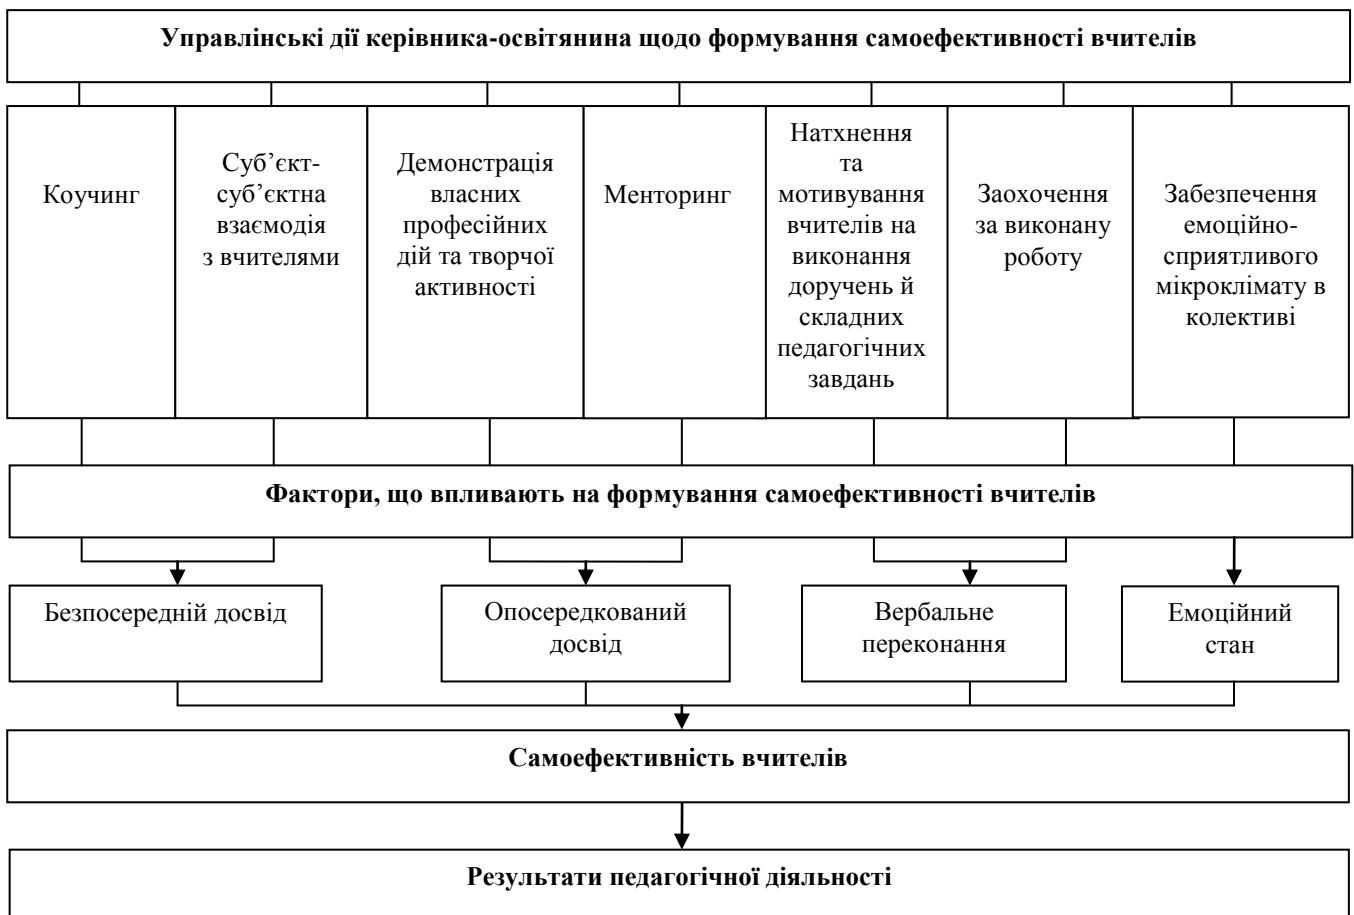 Управлінські дії керівника-освітянина щодо формування самоефективності вчителів
Коучинг
Суб’єкт-
суб’єктна
взаємодія
з вчителями
Демонстрація
власних
професійних
дій та творчої
активності
Менторинг
Натхнення
та
мотивування
вчителів на
виконання
доручень й
складних
педагогічних
завдань
Заохочення
за виконану
роботу
Забезпечення
емоційно-
сприятливого
мікроклімату в
колективі
Фактори, що впливають на формування самоефективності вчителів
Безпосередній досвід
Опосередкований
досвід
Вербальне
переконання
Емоційний
стан
Самоефективність вчителів
Результати педагогічної діяльності